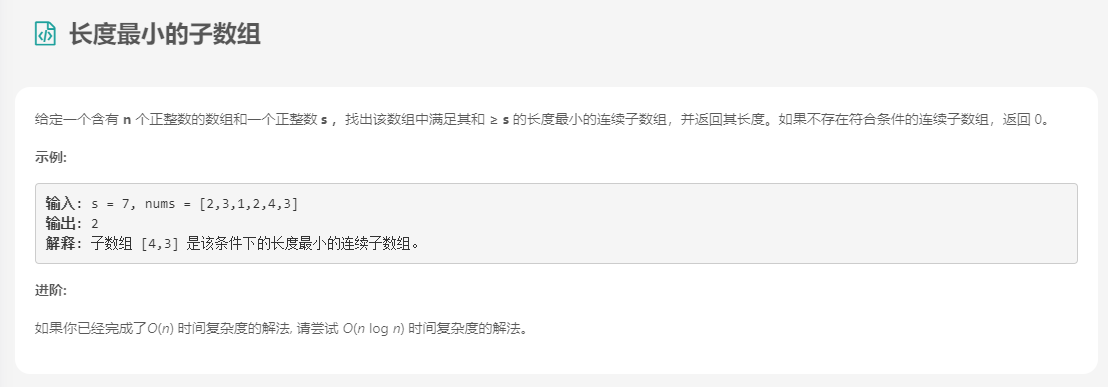 长度最小的子数组
给定一个含有 n 个正整数的数组和一个正整数 s ，找出该数组中满足其和 ≥ s 的长度最小的连续子数组，并返回其长度。如果不存在符合条件的连续子数组，返回 0。
示例:
输入: s = 7, nums = [2,3,1,2,4,3]
输出: 2
解释: 子数组 [4,3] 是该条件下的长度最小的连续子数组。
进阶:
如果你已经完成了O(n) 时间复杂度的解法, 请尝试 O(n log n) 时间复杂度的解法。